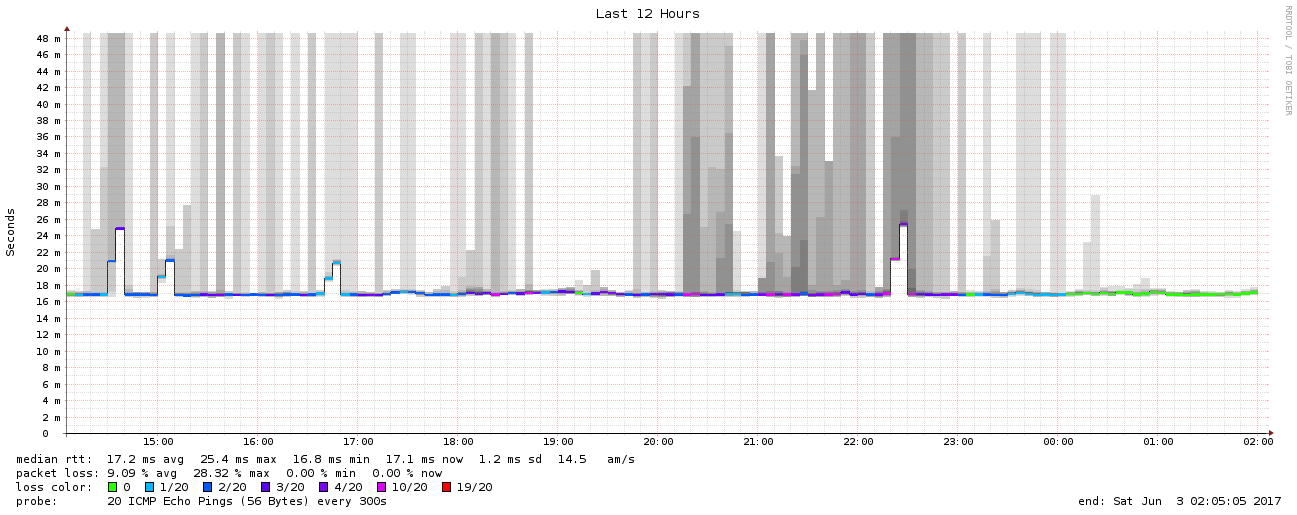 Last 12 Hours
RRDTOOL / TOBI OETIKER
Seconds
48 m
46 m
44 m
42 m
40 m
38 m
36 m
34 m
32 m
30 m
28 m
26 m
24 m
22 m
20 m
18 m
16 m
14 m
12 m
10 m
8 m
6 m
4 m
2 m
0
15:00 16:00 17:00 18:00 19:00 20:00 21:00 22:00 23:00 00:00 01:00 02:00
median rtt: 17.2 ms avg 25.4 ms max 16.8 ms min 17.1 ms now 1.2 ms sd 14.5 am/s
packet loss: 9.09 % avg 28.32 % max 0.00 % min 0.00 % now
loss color: 0 1/20 2/20 3/20 4/20 10/20 19/20
probe: 20 ICMP Echo Pings (56 Bytes) every 300s end: Sat Jun 3 02:05:05 2017